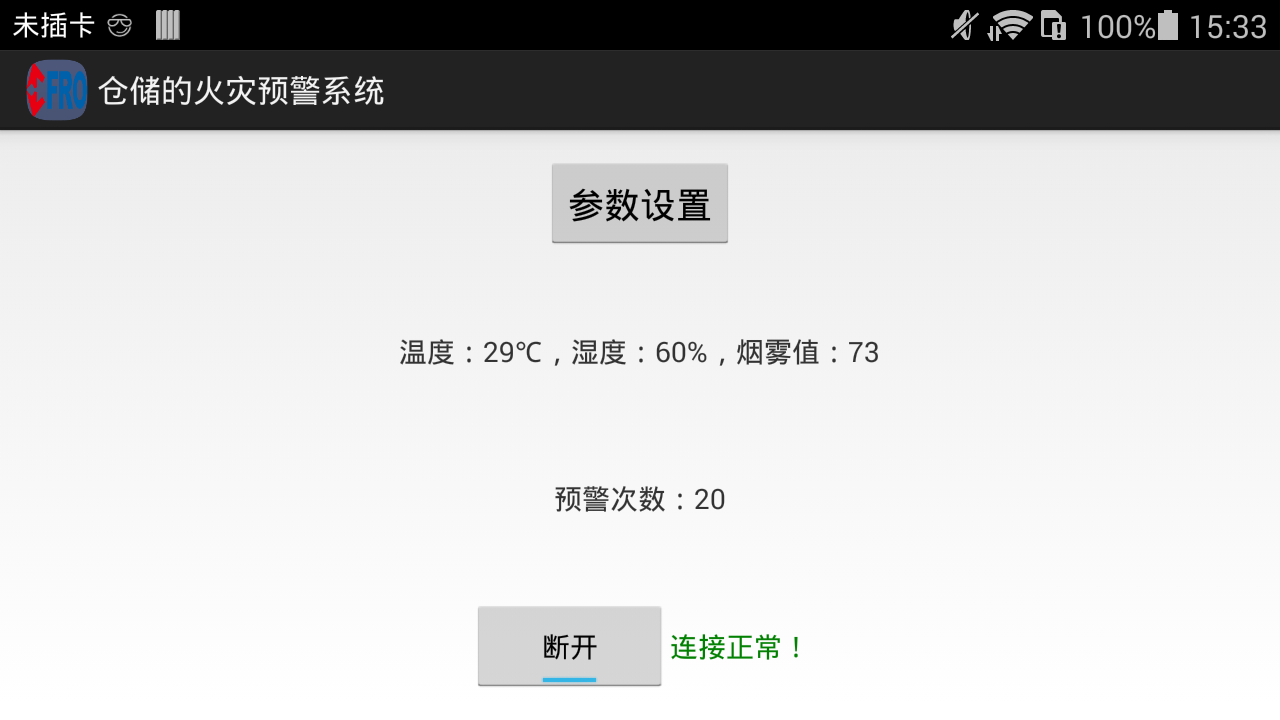 未插卡 100% 15:33
FRO 仓储的火灾预警系统
参数设置
温度：29℃，湿度：60%，烟雾值：73
预警次数：20
断开 连接正常！